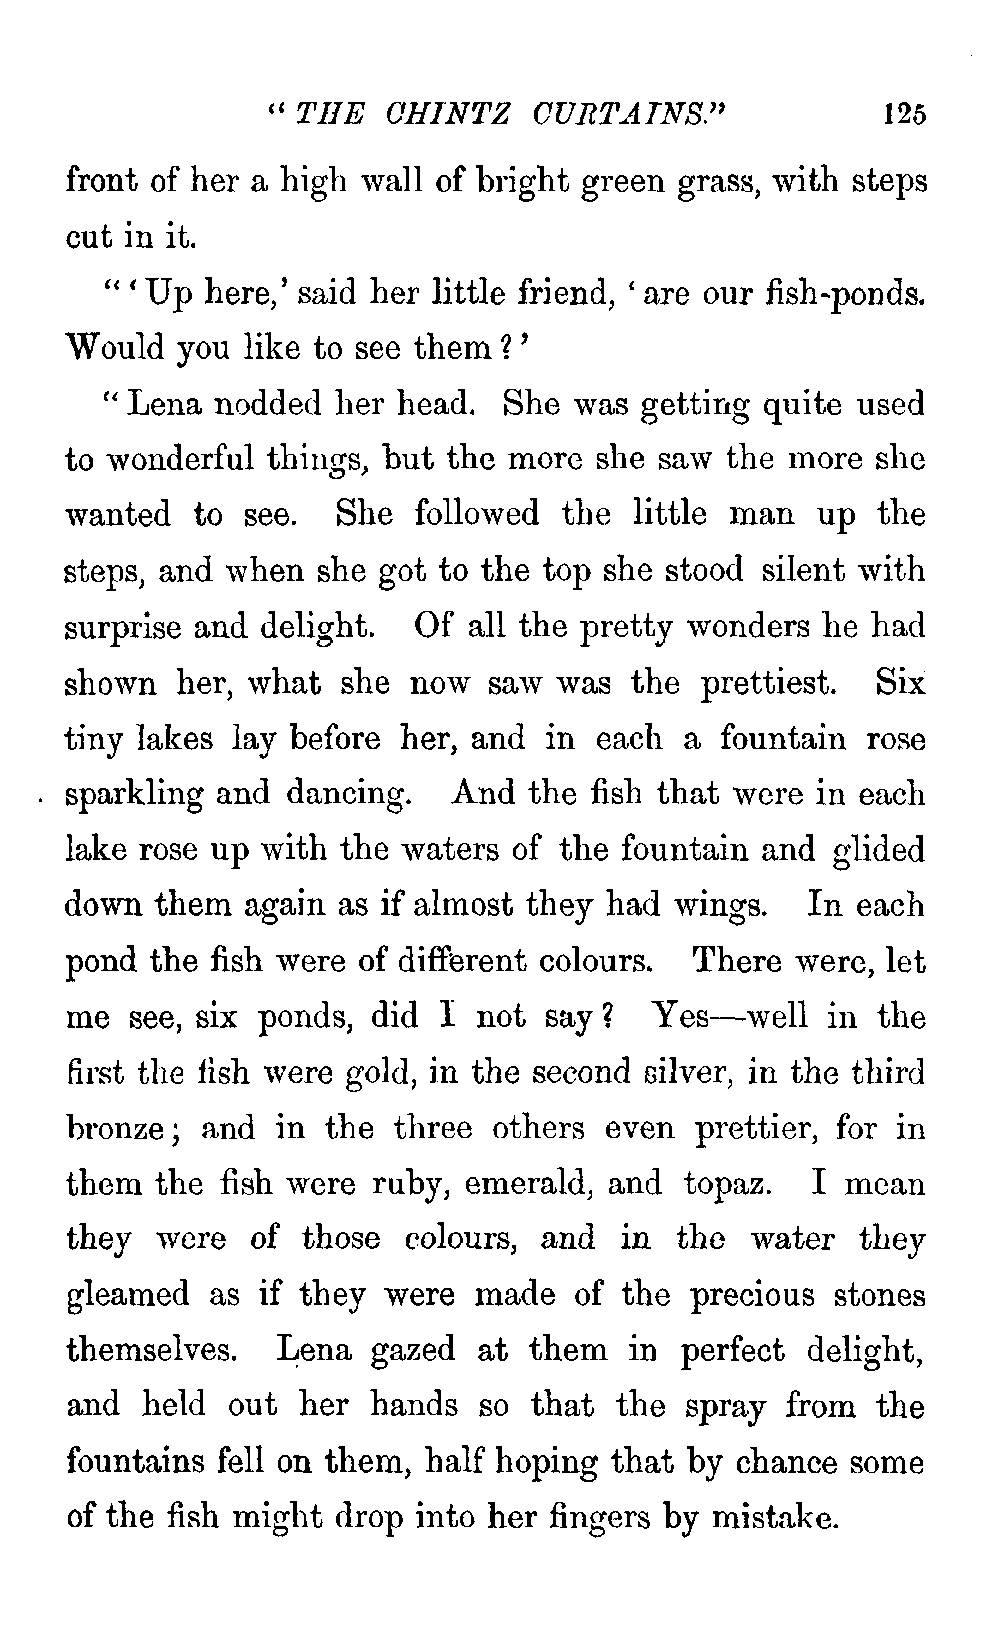 “ THE CHINTZ CURTAINS.” 125
front of her a high wall of bright green grass, with steps
cut in it.
“ ‘ Up here,’ said her little friend, ‘ are our fish-ponds.
Would you like to see them ? ’
“ Lena nodded her head. She was getting quite used
to wonderful things, but the more she saw the more she
wanted to see. She followed the little man up the
steps, and when she got to the top she stood silent with
surprise and delight. Of all the pretty wonders he had
shown her, what she now saw was the prettiest. Six
tiny lakes lay before her, and in each a fountain rose
sparkling and dancing. And the fish that were in each
lake rose up with the waters of the fountain and glided
down them again as if almost they had wings. In each
pond the fish were of different colours. There were, let
me see, six ponds, did I not say ? Yes—well in the
first the fish were gold, in the second silver, in the third
bronze ; and in the three others even prettier, for in
them the fish were ruby, emerald, and topaz. I mean
they were of those colours, and in the water they
gleamed as if they were made of the precious stones
themselves. Lena gazed at them in perfect delight,
and held out her hands so that the spray from the
fountains fell on them, half hoping that by chance some
of the fish might drop into her fingers by mistake.